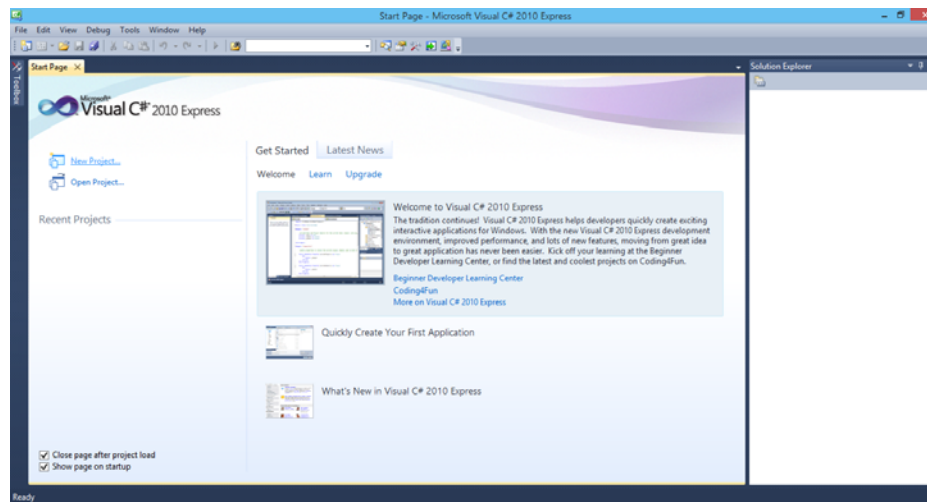 Start Page - Microsoft Visual C# 2010 Express
File Edit View Debug Tools Window Help
Toolbox
Start Page
Solution Explorer
Microsoft
Visual C# 2010 Express
New Project...
Open Project...
Recent Projects
Get Started Latest News
Welcome Learn Upgrade
Welcome to Visual C# 2010 Express
The tradition continues! Visual C# 2010 Express helps developers quickly create exciting
interactive applications for Windows. With the new Visual C# 2010 Express development
environment, improved performance, and lots of new features, moving from great idea
to great application has never been easier. Kick off your learning at the Beginner
Developer Learning Center, or find the latest and coolest projects on Coding4Fun.
Beginner Developer Learning Center
Coding4Fun
More on Visual C# 2010 Express
Quickly Create Your First Application
What's New in Visual C# 2010 Express
Close page after project load
Show page on startup
Ready